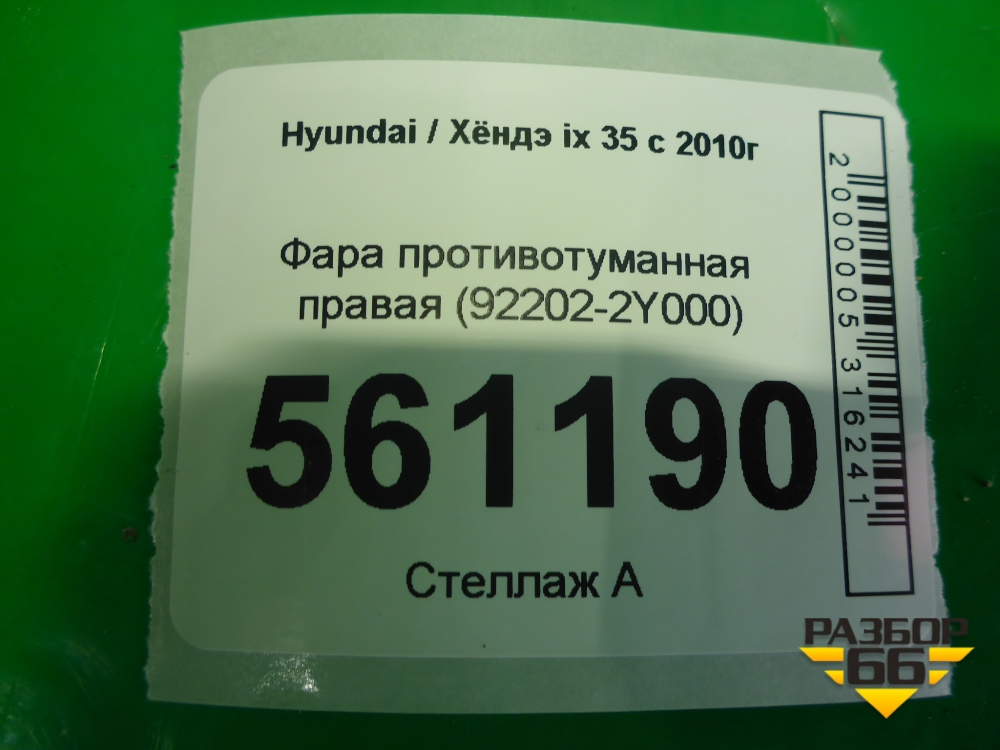 Hyundai / Хёндэ ix 35 с 2010г
Фара противотуманная
правая (92202-2Y000)
561190
Стеллаж А
2000005316241
РАЗБОР
66